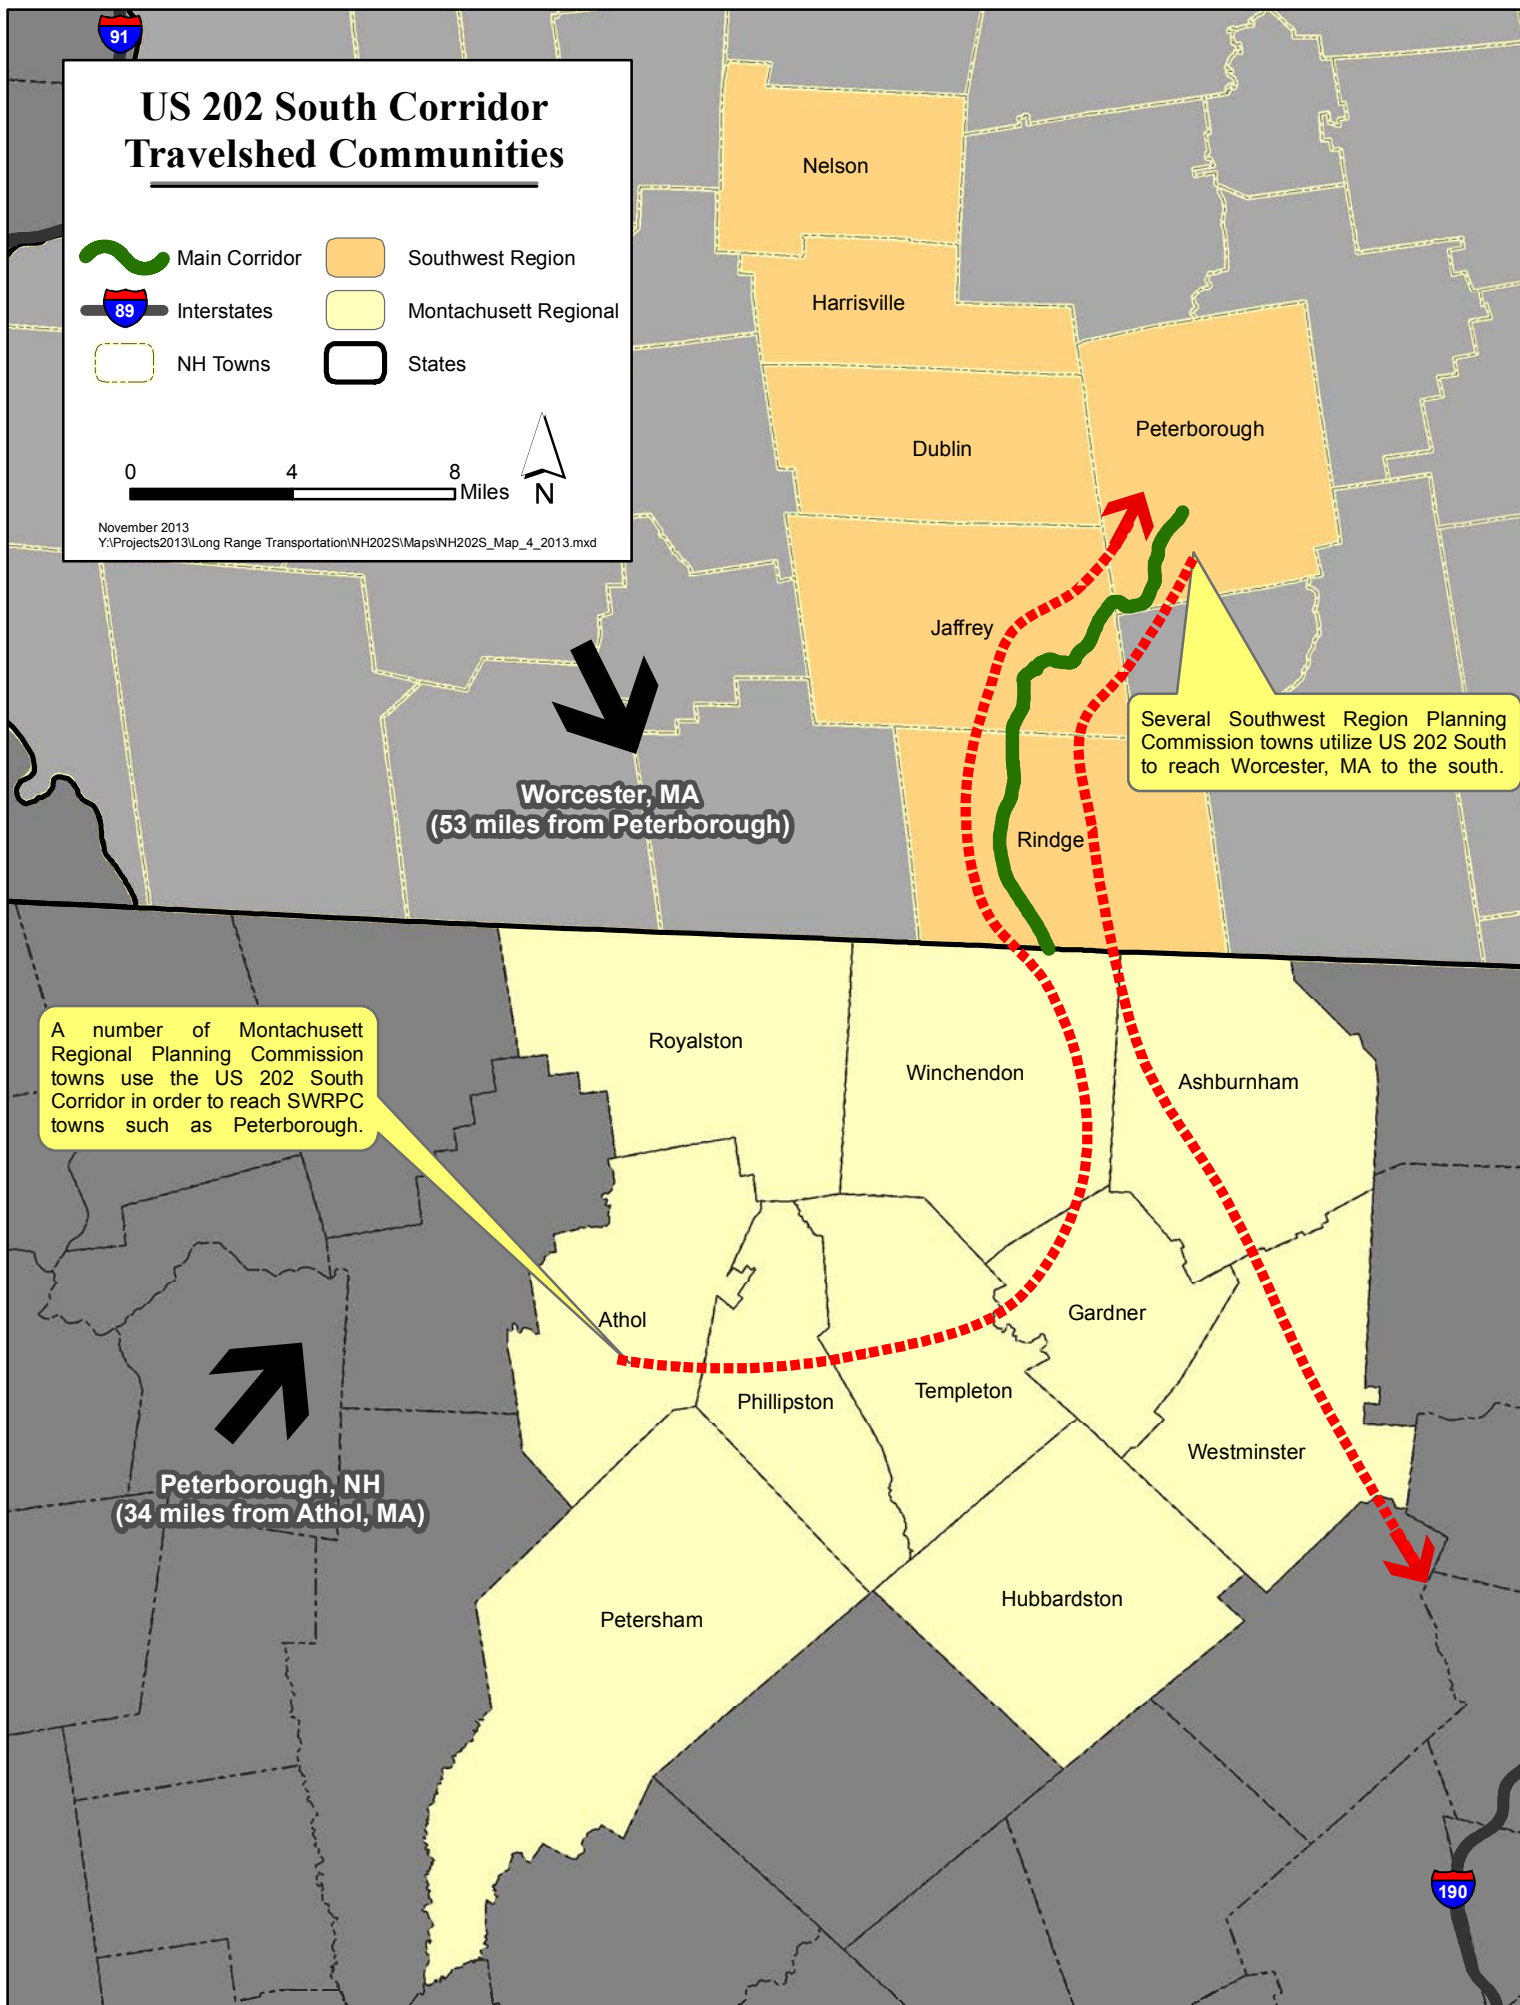 91
US 202 South Corridor
Travelshed Communities
Main Corridor
Southwest Region
89
Interstates
Montachusett Regional
NH Towns
States
0 4 8
Miles
N
November 2013
Y:\Projects2013\Long Range Transportation\NH202S\Maps\NH202S_Map_4_2013.mxd
Nelson
Harrisville
Dublin
Peterborough
Jaffrey
Several Southwest Region Planning
Commission towns utilize US 202 South
to reach Worcester, MA to the south.
Worcester, MA
(53 miles from Peterborough)
Rindge
A number of Montachusett
Regional Planning Commission
towns use the US 202 South
Corridor in order to reach SWRPC
towns such as Peterborough.
Royalston
Winchendon
Ashburnham
Athol
Gardner
Phillipston
Templeton
Westminster
Peterborough, NH
(34 miles from Athol, MA)
Petersham
Hubbardston
190